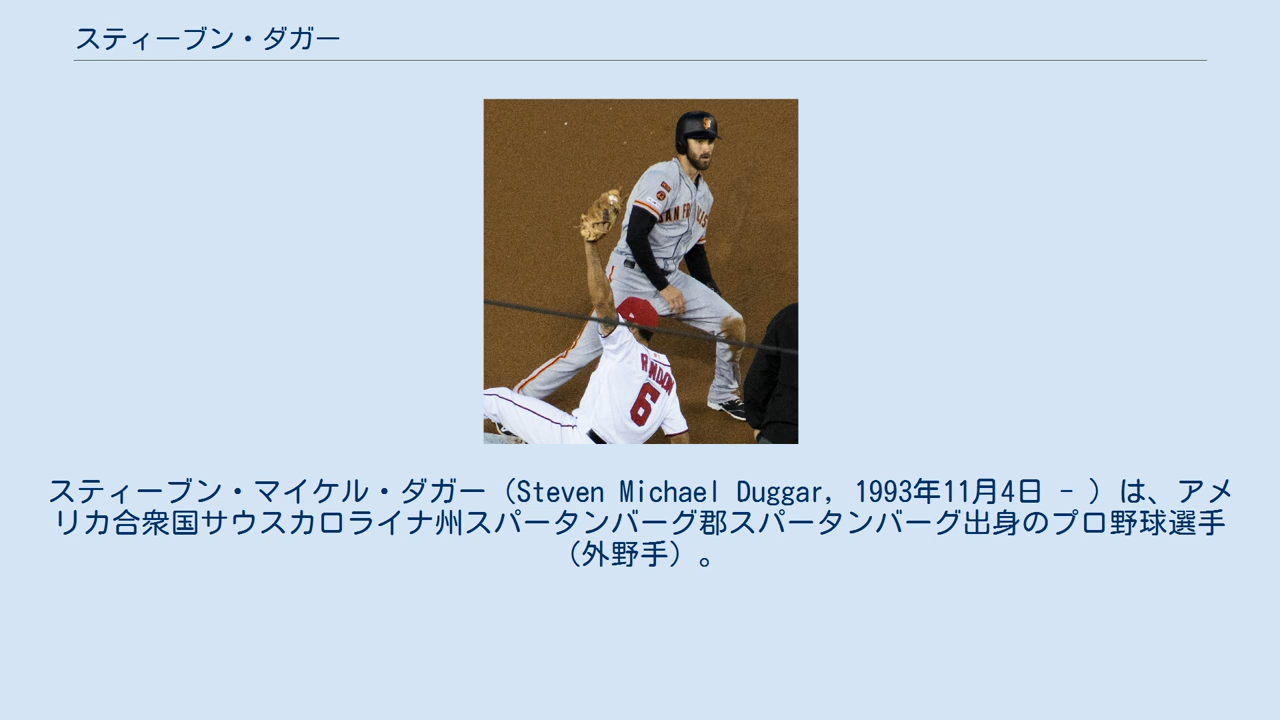 スティーブン・ダガー
SAN FR
CIS
RENDON
6
スティーブン・マイケル・ダガー（Steven Michael Duggar, 1993年11月4日 - ）は、アメ
リカ合衆国サウスカロライナ州スパータンバーグ郡スパータンバーグ出身のプロ野球選手
（外野手）。